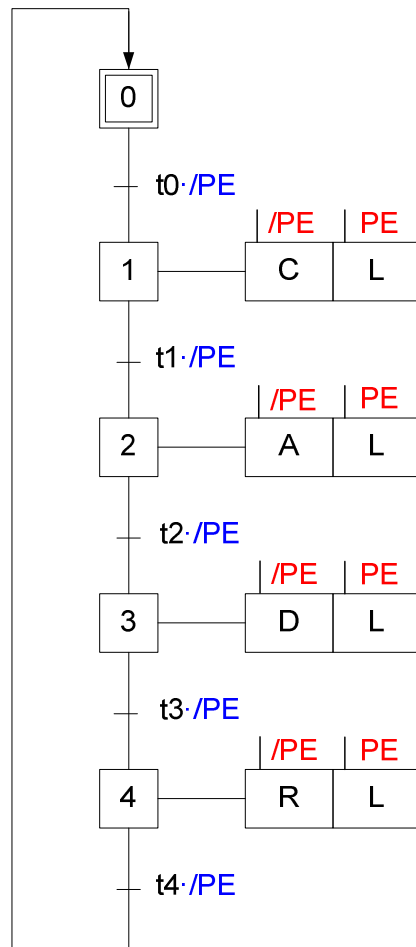 0
t0·/PE
/PE PE
1 C L
t1·/PE
/PE PE
2 A L
t2·/PE
/PE PE
3 D L
t3·/PE
/PE PE
4 R L
t4·/PE